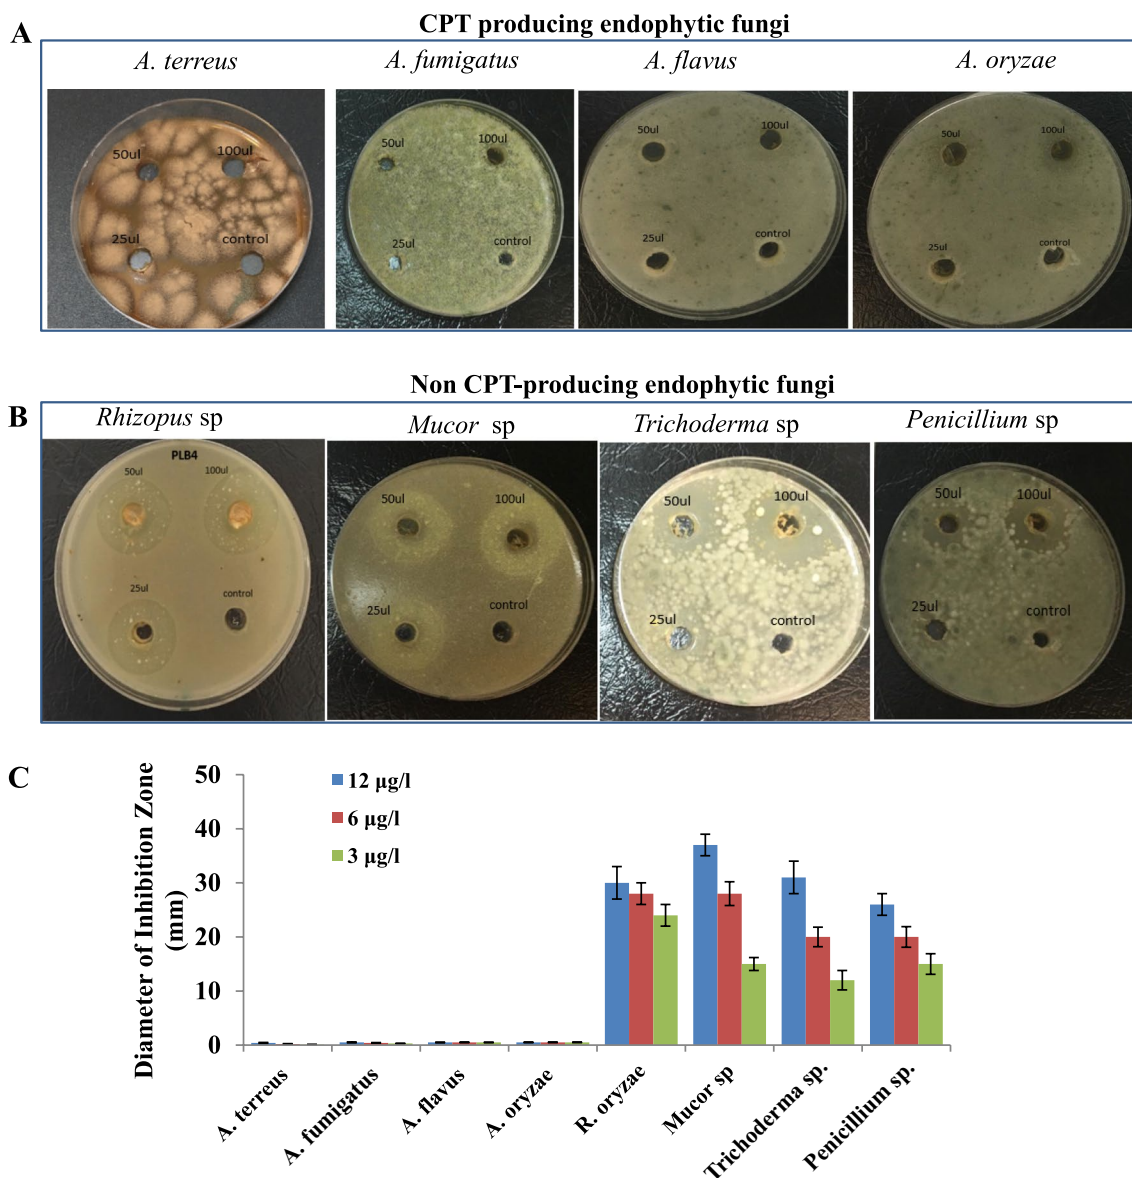 A
CPT producing endophytic fungi
A. terreus
A. fumigatus
A. flavus
A. oryzae
50ul
100ul
25ul
control
50ul
100ul
25ul
control
50ul
100ul
25ul
control
50ul
100ul
25ul
control
Non CPT-producing endophytic fungi
B
Rhizopus sp
Mucor sp
Trichoderma sp
Penicillium sp
PLB4
50ul
100ul
25ul
control
50ul
100ul
25ul
control
50ul
100ul
25ul
control
50ul
100ul
25ul
control
C
Diameter of Inhibition Zone
(mm)
50
40
30
20
10
0
12 µg/l
6 µg/l
3 µg/l
A. terreus
A. fumigatus
A. flavus
A. oryzae
R. oryzae
Mucor sp
Trichoderma sp.
Penicillium sp.